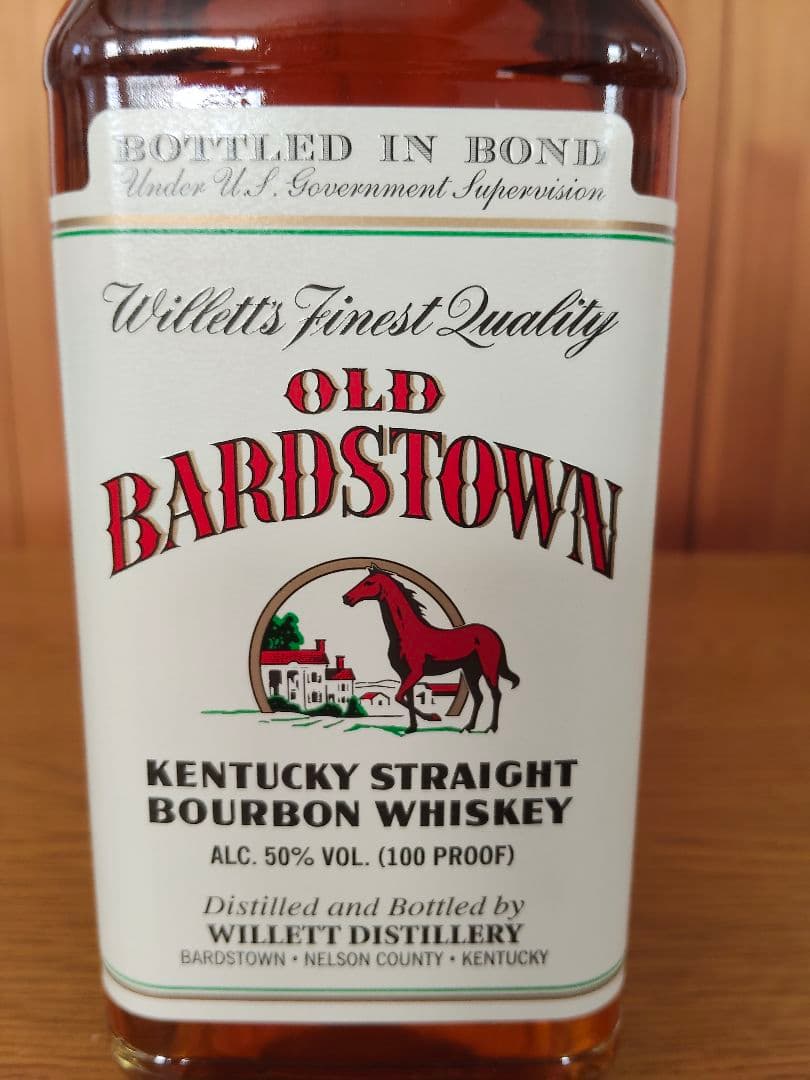 BOTTLED IN BOND
Under U.S. Government Supervision
Willett's Finest Quality
OLD
BARDSTOWN
KENTUCKY STRAIGHT
BOURBON WHISKEY
ALC. 50% VOL. (100 PROOF)
Distilled and Bottled by
WILLETT DISTILLERY
BARDSTOWN • NELSON COUNTY • KENTUCKY